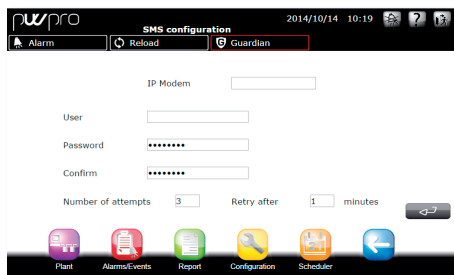 pwpro
SMS configuration
2014/10/14 10:19
Alarm
Reload
G Guardian
IP Modem
User
Password ••••••••
Confirm ••••••••
Number of attempts 3 Retry after 1 minutes
Plant Alarms/Events Report Configuration Scheduler